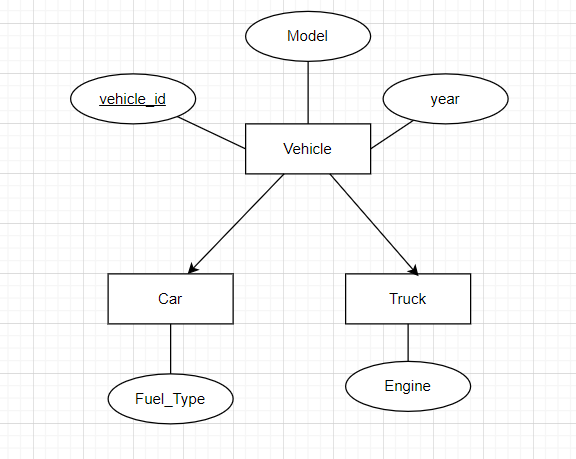 Model
vehicle_id
year
Vehicle
Car
Truck
Fuel_Type
Engine